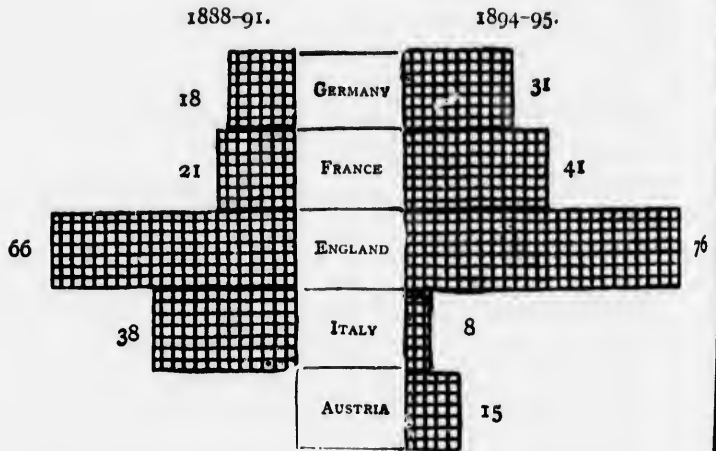 1888–91. 1894–95.
18 GERMANY 31
21 FRANCE 41
66 ENGLAND 76
38 ITALY 8
AUSTRIA 15